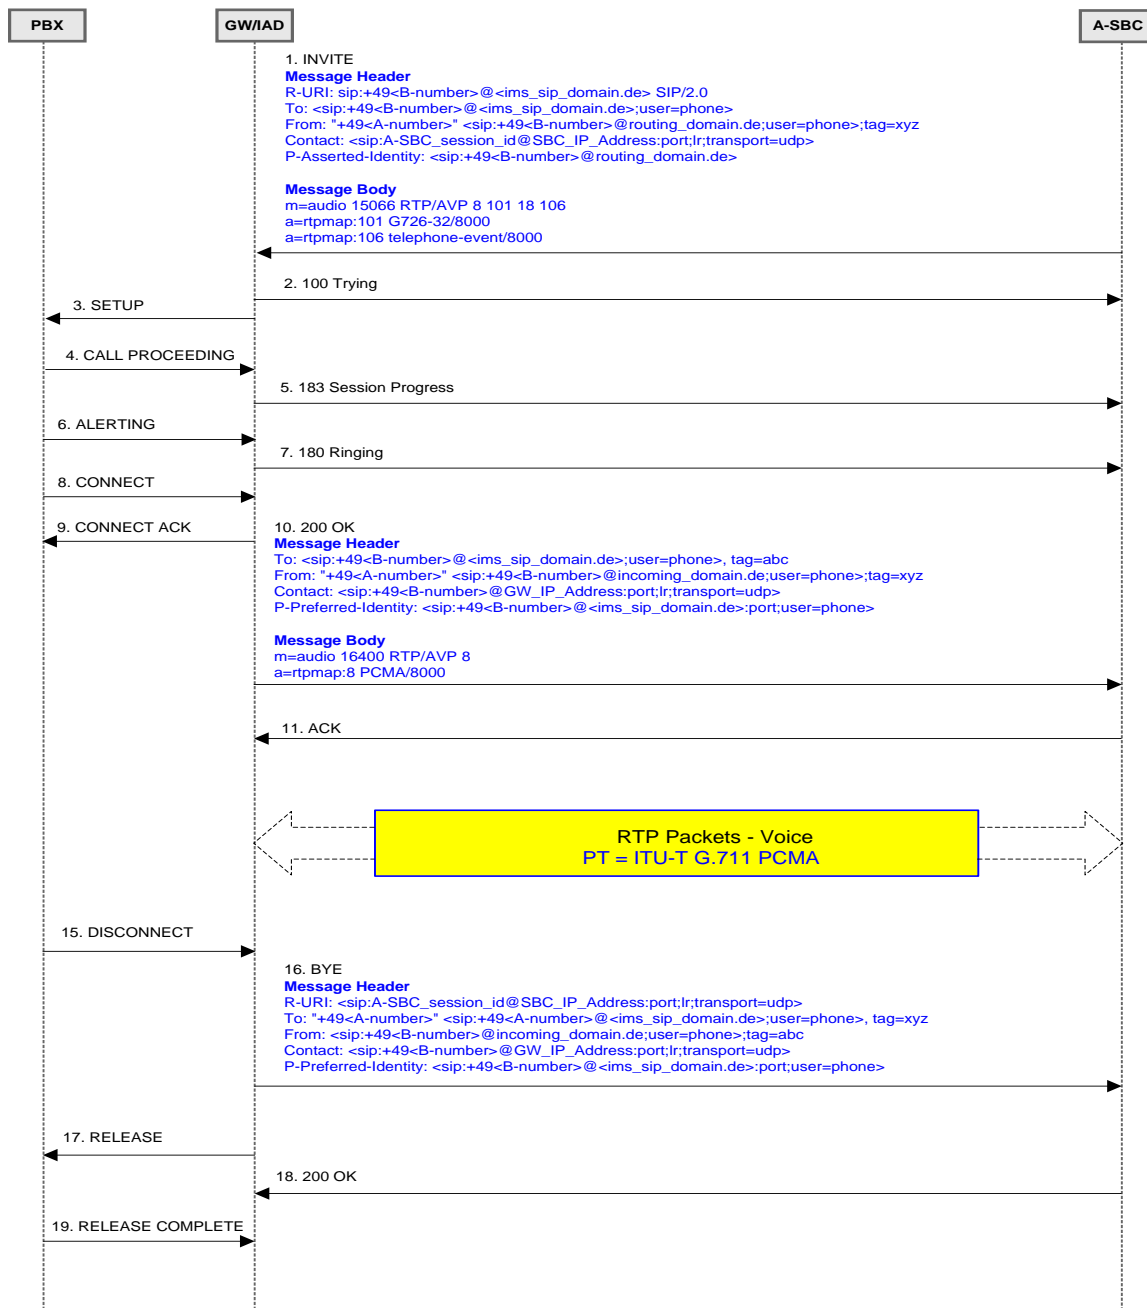 PBX
GW/IAD
A-SBC
1. INVITE
Message Header
R-URI: sip:+49<B-number>@<ims_sip_domain.de> SIP/2.0
To: <sip:+49<B-number>@<ims_sip_domain.de>;user=phone>
From: "+49<A-number>" <sip:+49<B-number>@routing_domain.de;user=phone>;tag=xyz
Contact: <sip:A-SBC_session_id@SBC_IP_Address:port;lr;transport=udp>
P-Asserted-Identity: <sip:+49<B-number>@routing_domain.de>
Message Body
m=audio 15066 RTP/AVP 8 101 18 106
a=rtpmap:101 G726-32/8000
a=rtpmap:106 telephone-event/8000
2. 100 Trying
3. SETUP
4. CALL PROCEEDING
5. 183 Session Progress
6. ALERTING
7. 180 Ringing
8. CONNECT
9. CONNECT ACK
10. 200 OK
Message Header
To: <sip:+49<B-number>@<ims_sip_domain.de>;user=phone>, tag=abc
From: "+49<A-number>" <sip:+49<B-number>@incoming_domain.de;user=phone>;tag=xyz
Contact: <sip:+49<B-number>@GW_IP_Address:port;lr;transport=udp>
P-Preferred-Identity: <sip:+49<B-number>@<ims_sip_domain.de>:port;user=phone>
Message Body
m=audio 16400 RTP/AVP 8
a=rtpmap:8 PCMA/8000
11. ACK
RTP Packets - Voice
PT = ITU-T G.711 PCMA
15. DISCONNECT
16. BYE
Message Header
R-URI: <sip:A-SBC_session_id@SBC_IP_Address:port;lr;transport=udp>
To: "+49<A-number>" <sip:+49<A-number>@<ims_sip_domain.de>;user=phone>, tag=xyz
From: <sip:+49<B-number>@incoming_domain.de;user=phone>;tag=abc
Contact: <sip:+49<B-number>@GW_IP_Address:port;lr;transport=udp>
P-Preferred-Identity: <sip:+49<B-number>@<ims_sip_domain.de>:port;user=phone>
17. RELEASE
18. 200 OK
19. RELEASE COMPLETE